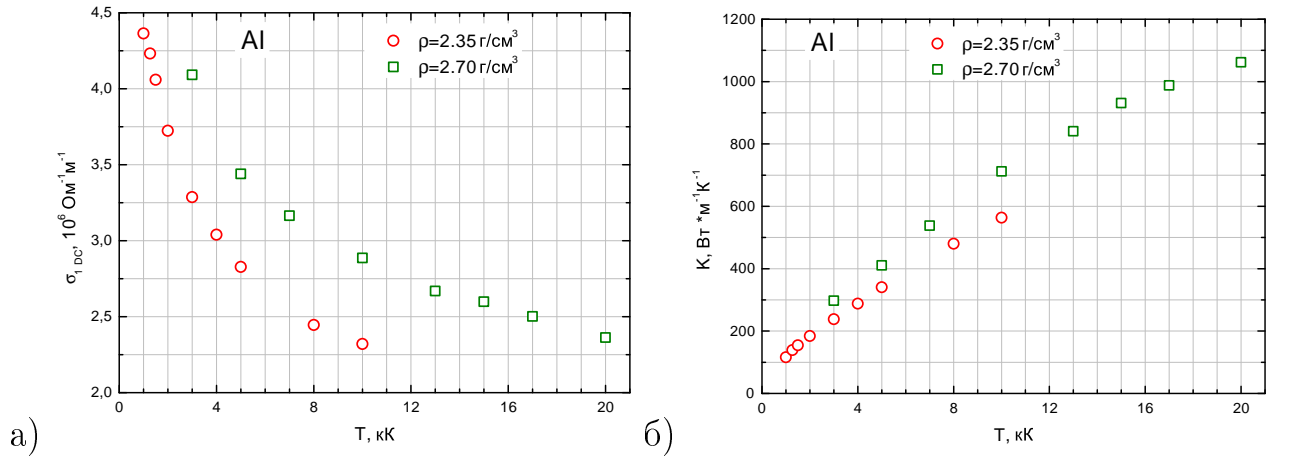 Al
ρ=2.35 г/см³
ρ=2.70 г/см³
σ₁ DC, 10⁶ Ом⁻¹м⁻¹
4,5
4,0
3,5
3,0
2,5
2,0
0 4 8 12 16 20
T, кК
а)
Al
ρ=2.35 г/см³
ρ=2.70 г/см³
K, Вт *м⁻¹К⁻¹
1200
1000
800
600
400
200
0
0 4 8 12 16 20
T, кК
б)